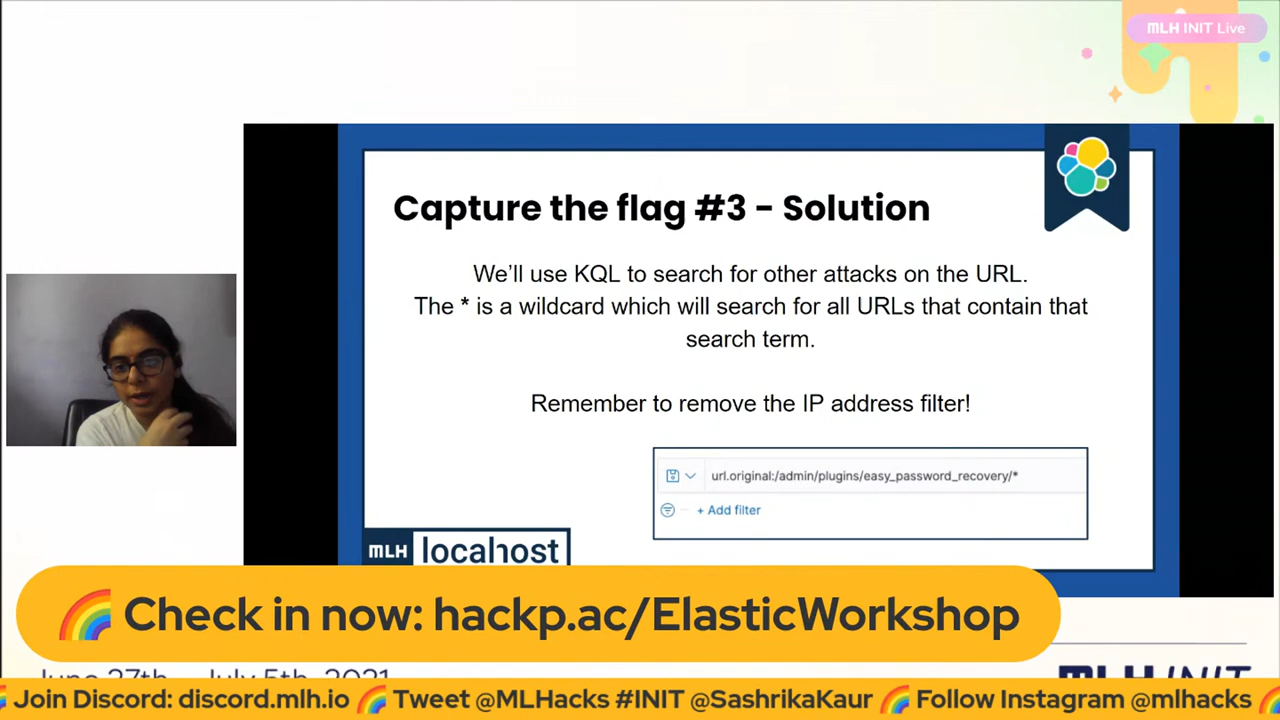 MLH INIT Live
Capture the flag #3 - Solution
We'll use KQL to search for other attacks on the URL.
The * is a wildcard which will search for all URLs that contain that
search term.
Remember to remove the IP address filter!
url.original:/admin/plugins/easy_password_recovery/*
+ Add filter
MLH localhost
🌈 Check in now: hackp.ac/ElasticWorkshop
June 27th - July 5th, 2021
MLH INIT
Join Discord: discord.mlh.io 🌈 Tweet @MLHacks #INIT @SashrikaKaur 🌈 Follow Instagram @mlhacks